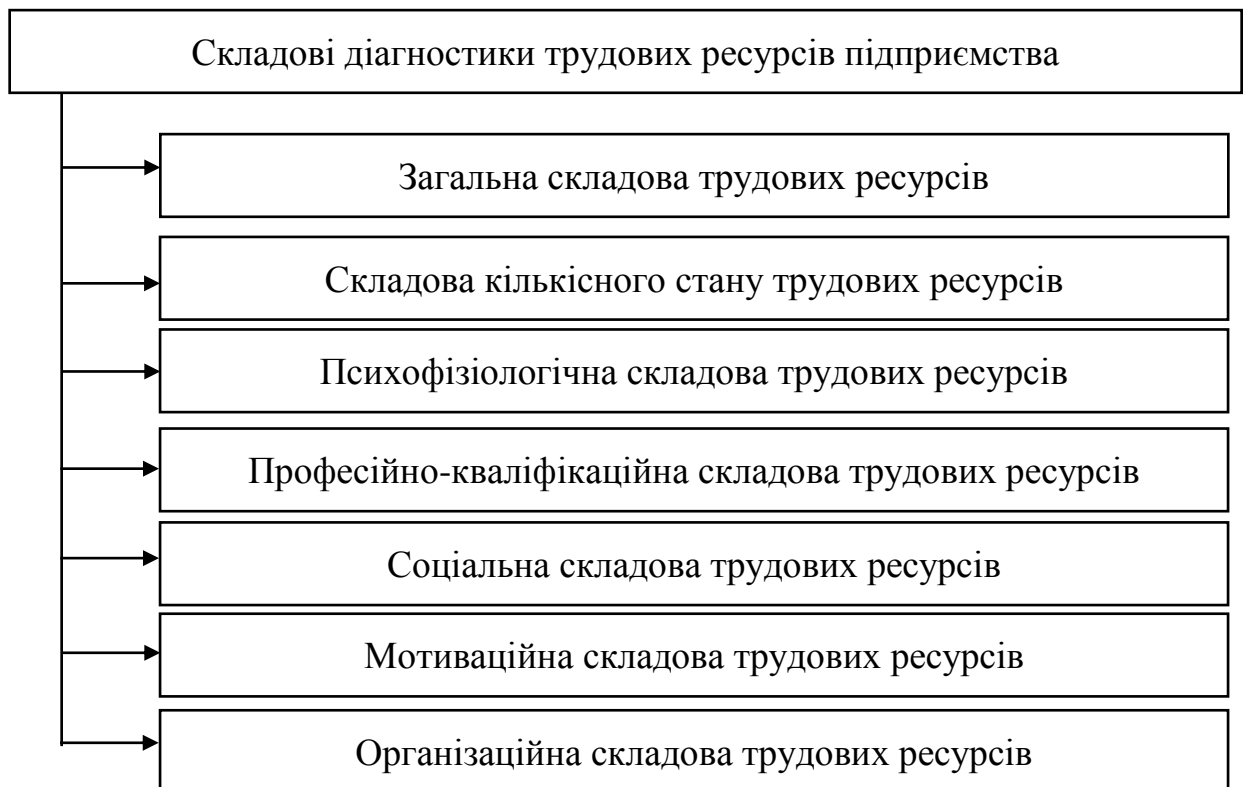 Складові діагностики трудових ресурсів підприємства
Загальна складова трудових ресурсів
Складова кількісного стану трудових ресурсів
Психофізіологічна складова трудових ресурсів
Професійно-кваліфікаційна складова трудових ресурсів
Соціальна складова трудових ресурсів
Мотиваційна складова трудових ресурсів
Організаційна складова трудових ресурсів